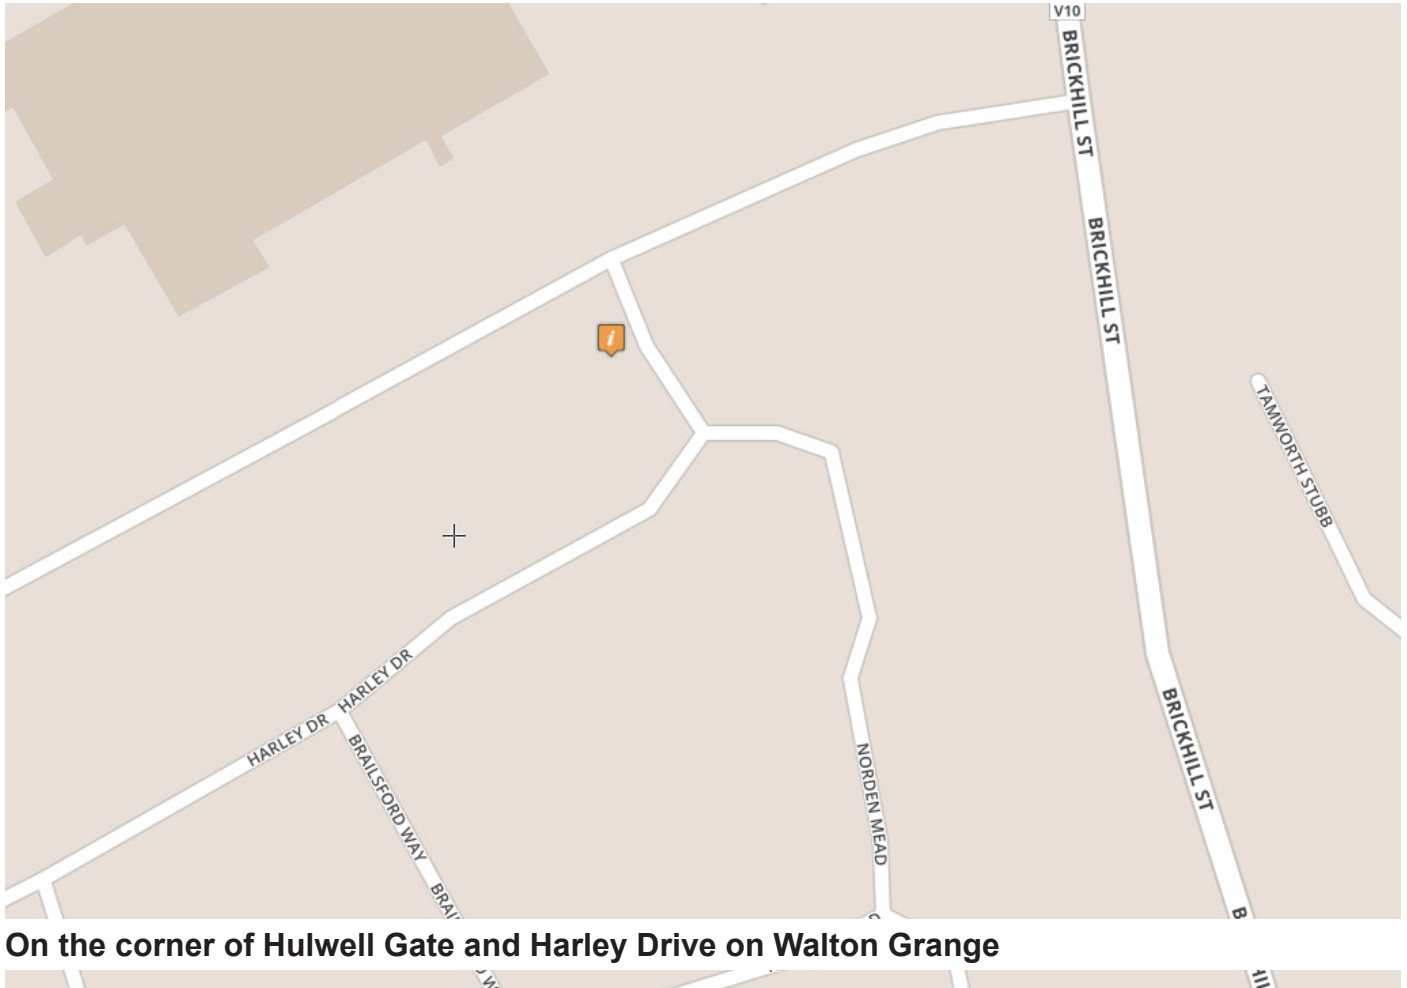 V10
BRICKHILL ST
BRICKHILL ST
i
TAMWORTH STUBB
HARLEY DR
HARLEY DR
BRICKHILL ST
BRAILSFORD WAY
NORDEN MEAD
On the corner of Hulwell Gate and Harley Drive on Walton Grange